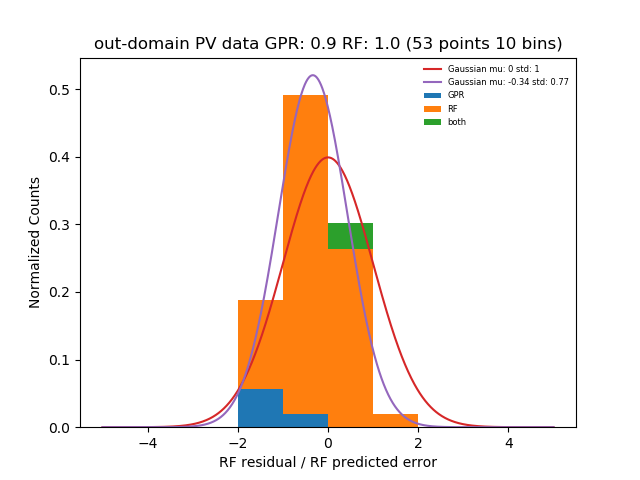 out-domain PV data GPR: 0.9 RF: 1.0 (53 points 10 bins)
Gaussian mu: 0 std: 1
Gaussian mu: -0.34 std: 0.77
GPR
RF
both
Normalized Counts
0.5
0.4
0.3
0.2
0.1
0.0
−4 −2 0 2 4
RF residual / RF predicted error